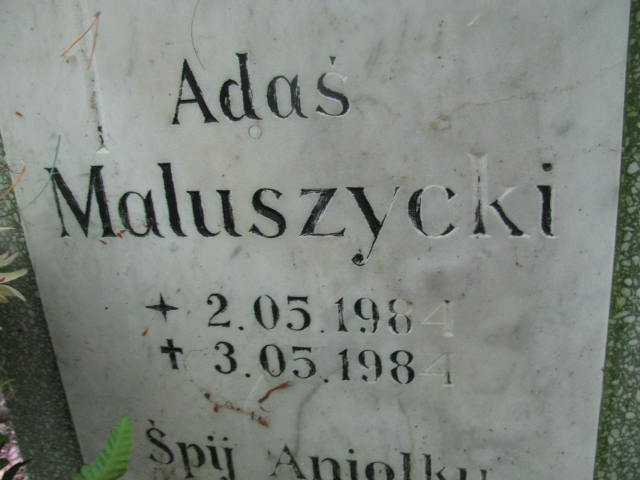 Adaś
Maluszycki
+ 2.05.1984
† 3.05.1984
Śpij Aniołku